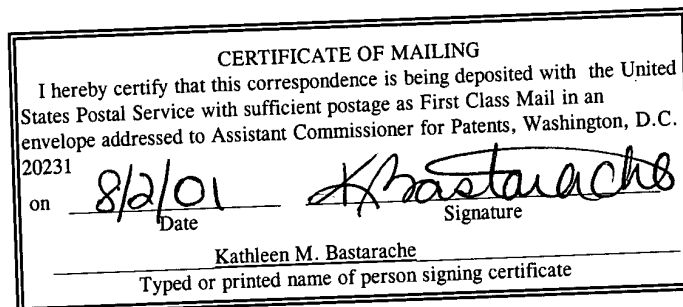 CERTIFICATE OF MAILING
I hereby certify that this correspondence is being deposited with the United
States Postal Service with sufficient postage as First Class Mail in an
envelope addressed to Assistant Commissioner for Patents, Washington, D.C.
20231
on 8/2/01 KBastarache
Date Signature
Kathleen M. Bastarache
Typed or printed name of person signing certificate